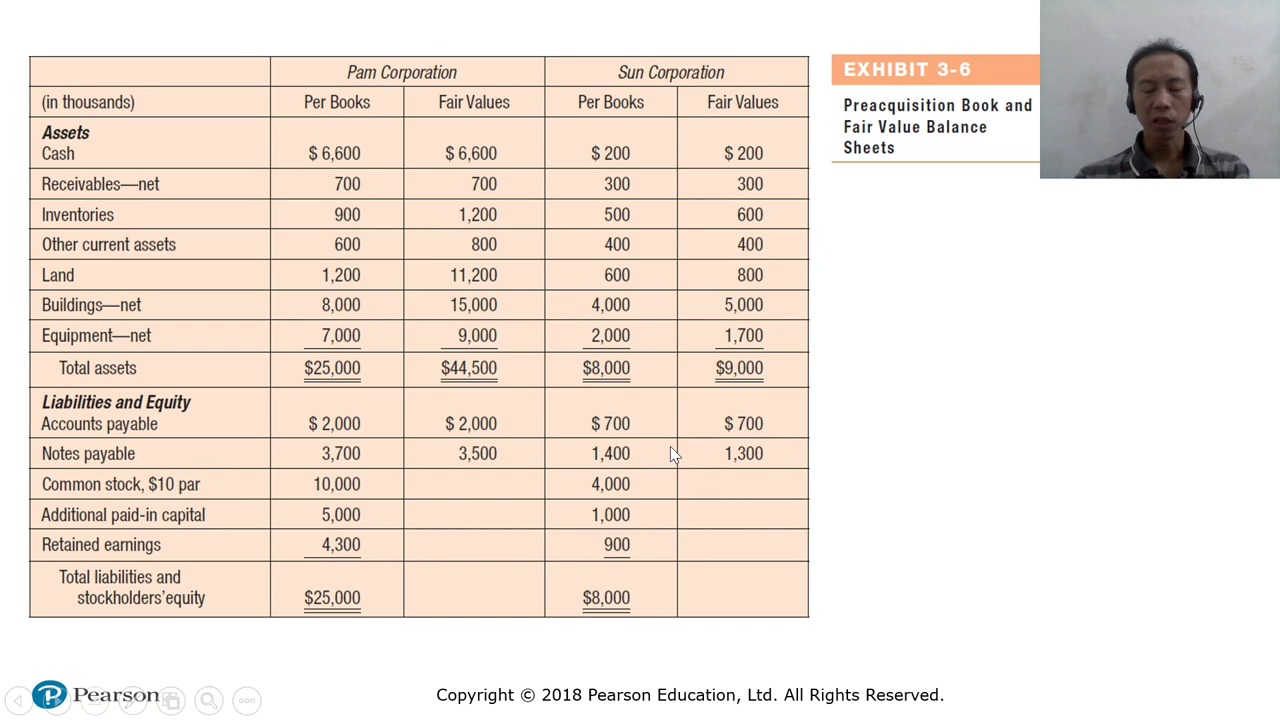 Pam Corporation Sun Corporation
(in thousands) Per Books Fair Values Per Books Fair Values
Assets
Cash $ 6,600 $ 6,600 $ 200 $ 200
Receivables—net 700 700 300 300
Inventories 900 1,200 500 600
Other current assets 600 800 400 400
Land 1,200 11,200 600 800
Buildings—net 8,000 15,000 4,000 5,000
Equipment—net 7,000 9,000 2,000 1,700
Total assets $25,000 $44,500 $8,000 $9,000
Liabilities and Equity
Accounts payable $ 2,000 $ 2,000 $ 700 $ 700
Notes payable 3,700 3,500 1,400 1,300
Common stock, $10 par 10,000 4,000
Additional paid-in capital 5,000 1,000
Retained earnings 4,300 900
Total liabilities and
stockholders' equity $25,000 $8,000
EXHIBIT 3-6
Preacquisition Book and
Fair Value Balance
Sheets
Pearson
Copyright © 2018 Pearson Education, Ltd. All Rights Reserved.